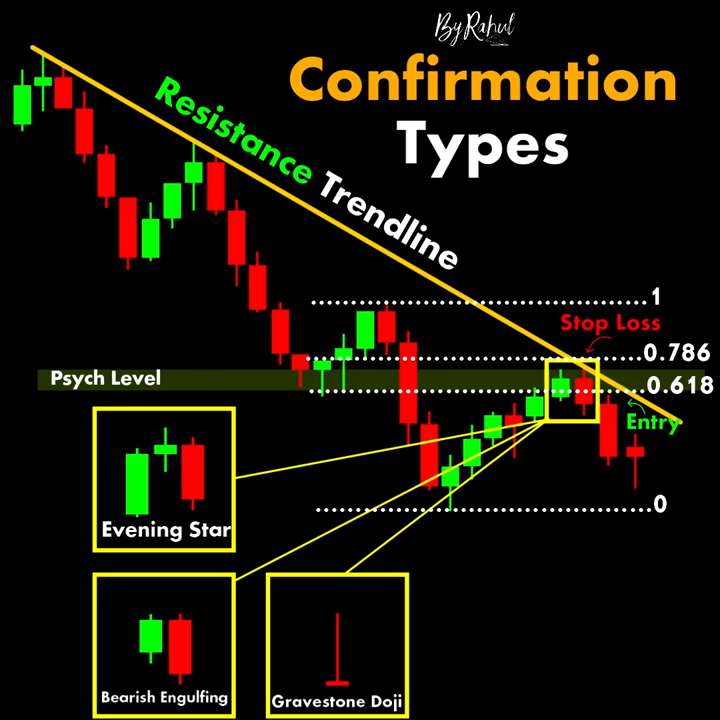 By Rahul
Confirmation
Types
Resistance Trendline
1
Stop Loss
0.786
Psych Level
0.618
Entry
0
Evening Star
Bearish Engulfing
Gravestone Doji